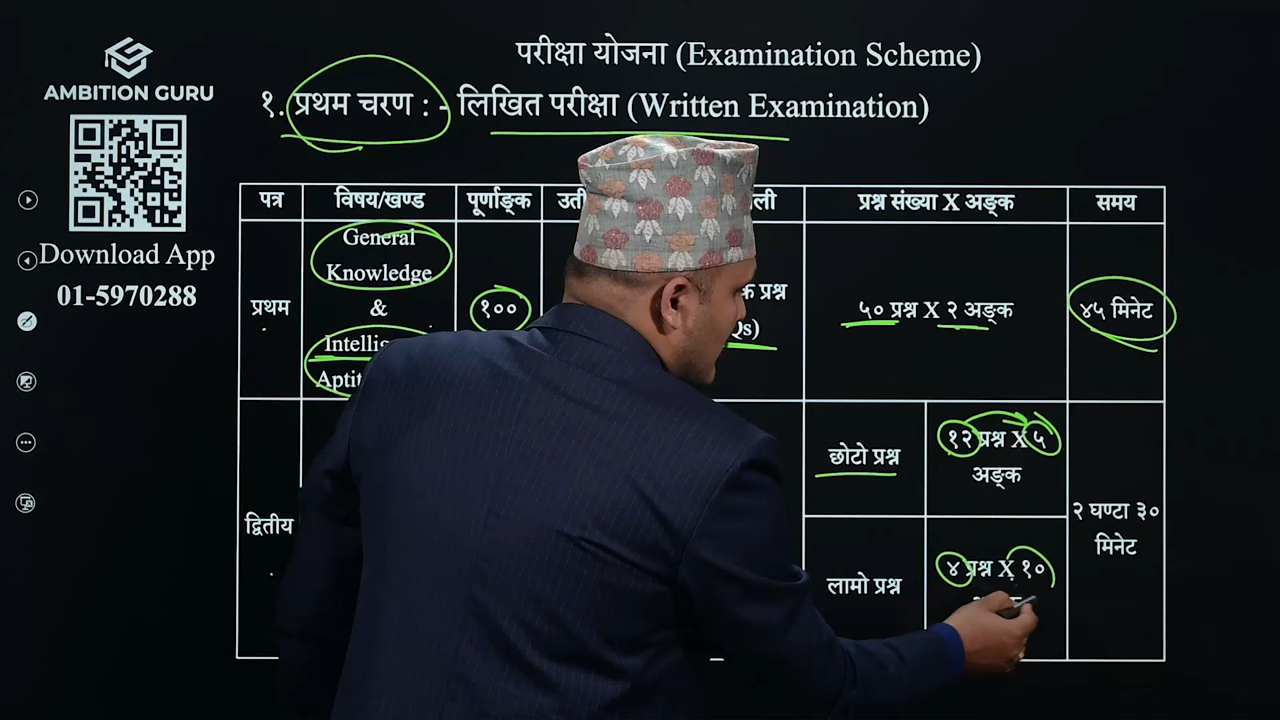 परीक्षा योजना (Examination Scheme)
AMBITION GURU
१. प्रथम चरण : - लिखित परीक्षा (Written Examination)
Download App
01-5970288
पत्र विषय/खण्ड पूर्णाङ्क प्रश्न संख्या X अङ्क समय
प्रथम
General
Knowledge
&
१००
प्रश्न
५० प्रश्न X २ अङ्क
४५ मिनेट
द्वितीय
छोटो प्रश्न
१२ प्रश्न X ५
अङ्क
लामो प्रश्न
४ प्रश्न X १०
२ घण्टा ३०
मिनेट